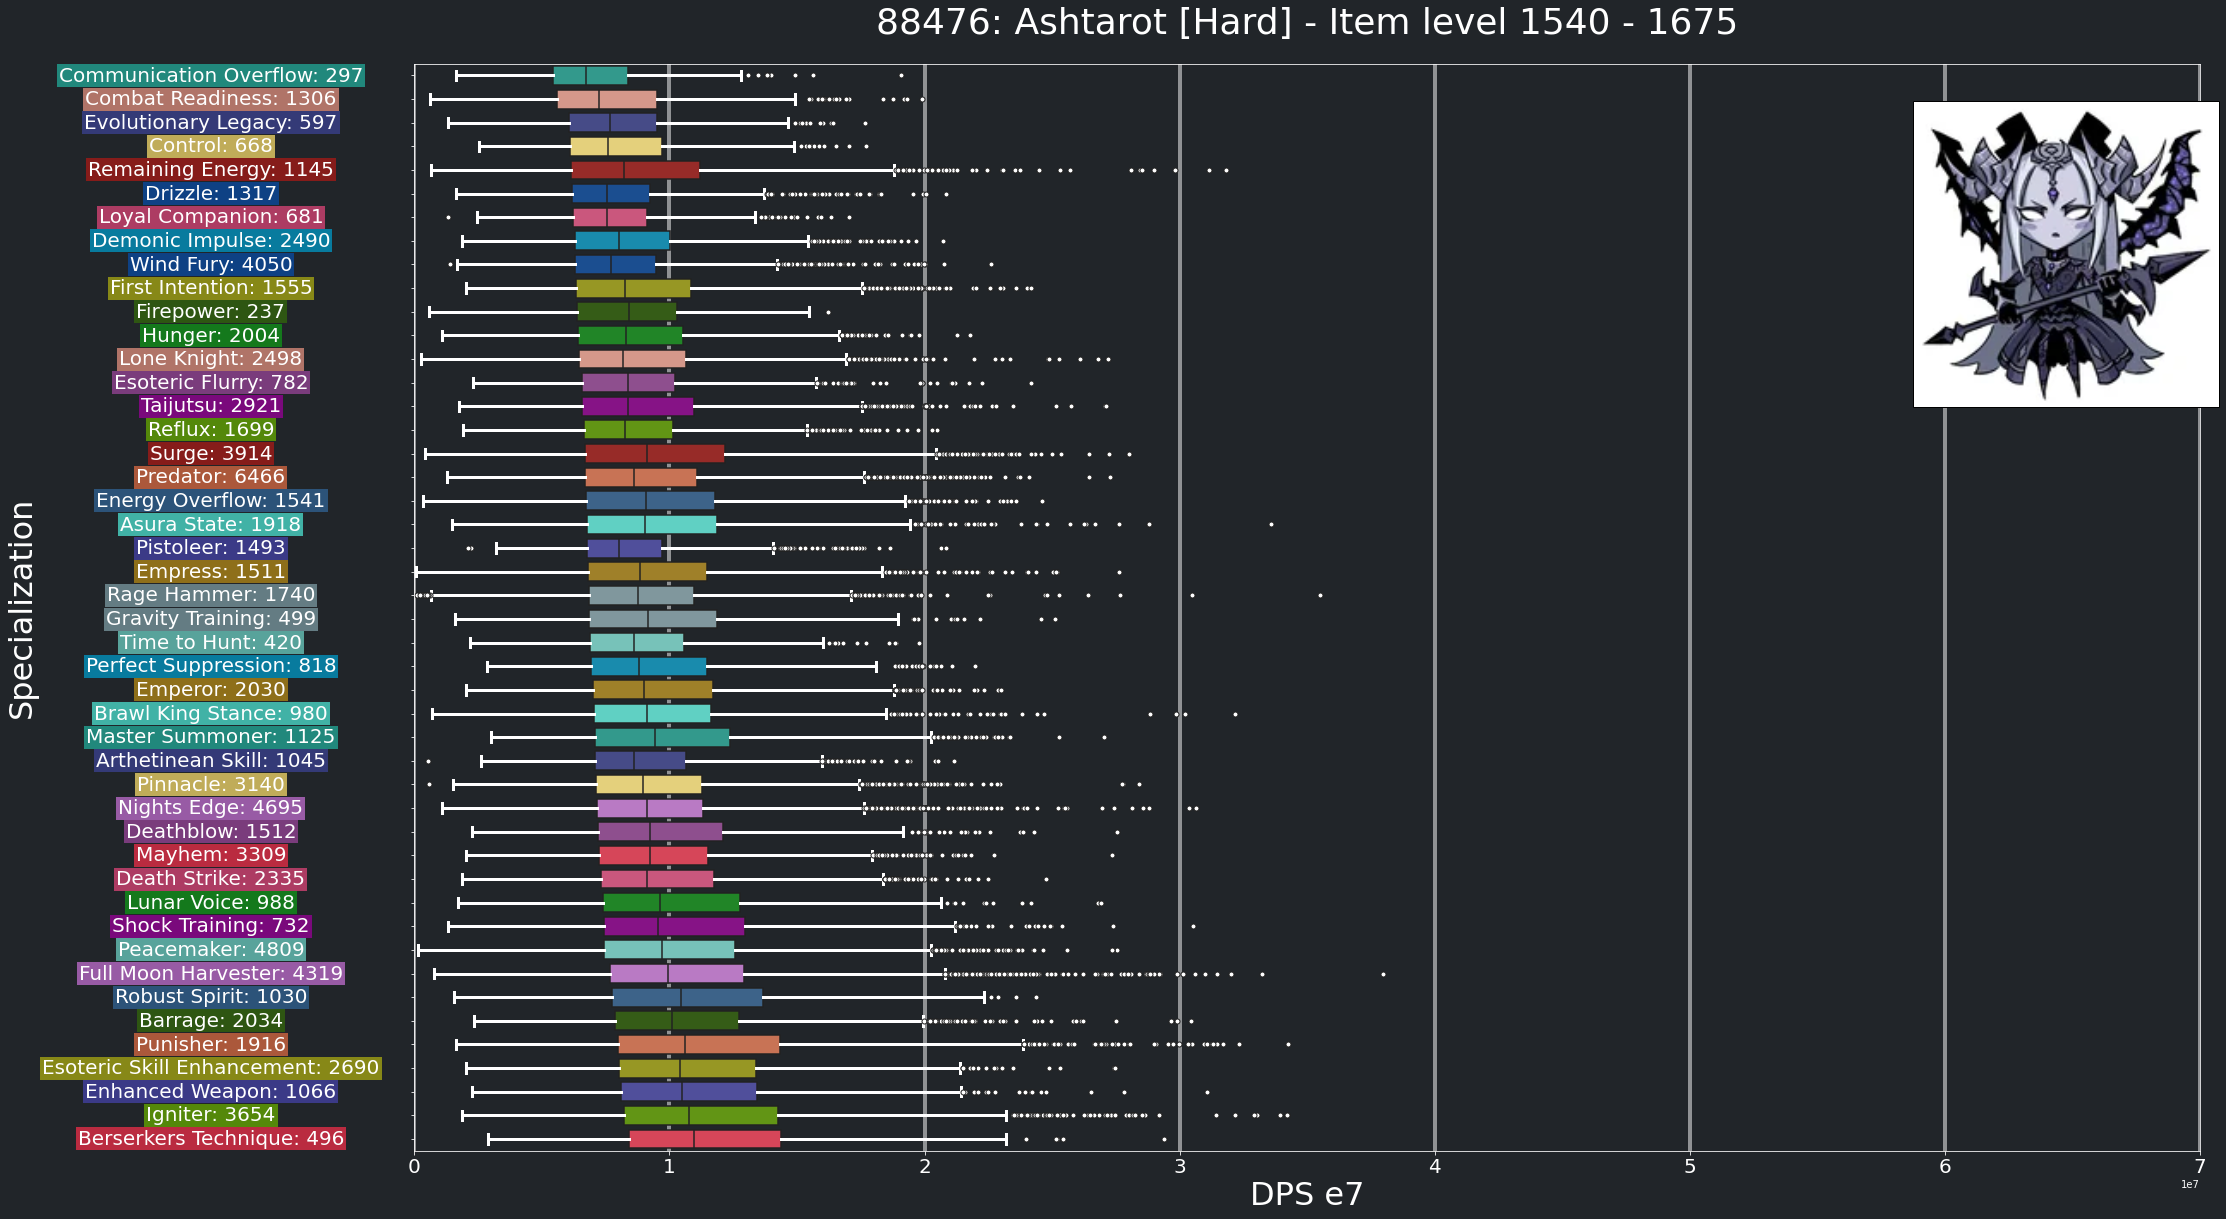 88476: Ashtarot [Hard] - Item level 1540 - 1675
Specialization
Communication Overflow: 297
Combat Readiness: 1306
Evolutionary Legacy: 597
Control: 668
Remaining Energy: 1145
Drizzle: 1317
Loyal Companion: 681
Demonic Impulse: 2490
Wind Fury: 4050
First Intention: 1555
Firepower: 237
Hunger: 2004
Lone Knight: 2498
Esoteric Flurry: 782
Taijutsu: 2921
Reflux: 1699
Surge: 3914
Predator: 6466
Energy Overflow: 1541
Asura State: 1918
Pistoleer: 1493
Empress: 1511
Rage Hammer: 1740
Gravity Training: 499
Time to Hunt: 420
Perfect Suppression: 818
Emperor: 2030
Brawl King Stance: 980
Master Summoner: 1125
Arthetinean Skill: 1045
Pinnacle: 3140
Nights Edge: 4695
Deathblow: 1512
Mayhem: 3309
Death Strike: 2335
Lunar Voice: 988
Shock Training: 732
Peacemaker: 4809
Full Moon Harvester: 4319
Robust Spirit: 1030
Barrage: 2034
Punisher: 1916
Esoteric Skill Enhancement: 2690
Enhanced Weapon: 1066
Igniter: 3654
Berserkers Technique: 496
0 1 2 3 4 5 6 7
1e7
DPS e7